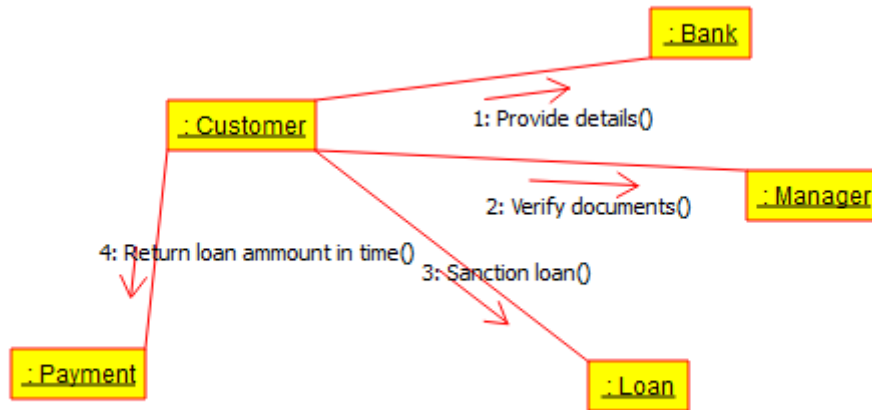 : Bank
: Customer
1: Provide details()
: Manager
2: Verify documents()
4: Return loan ammount in time()
3: Sanction loan()
: Payment
: Loan